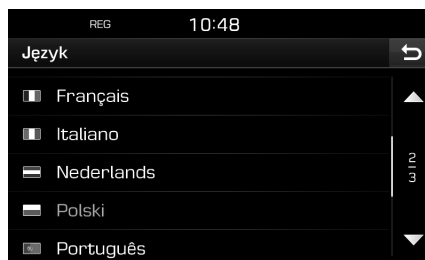 REG 10:48
Język
Français
Italiano
Nederlands
2
3
Polski
Português